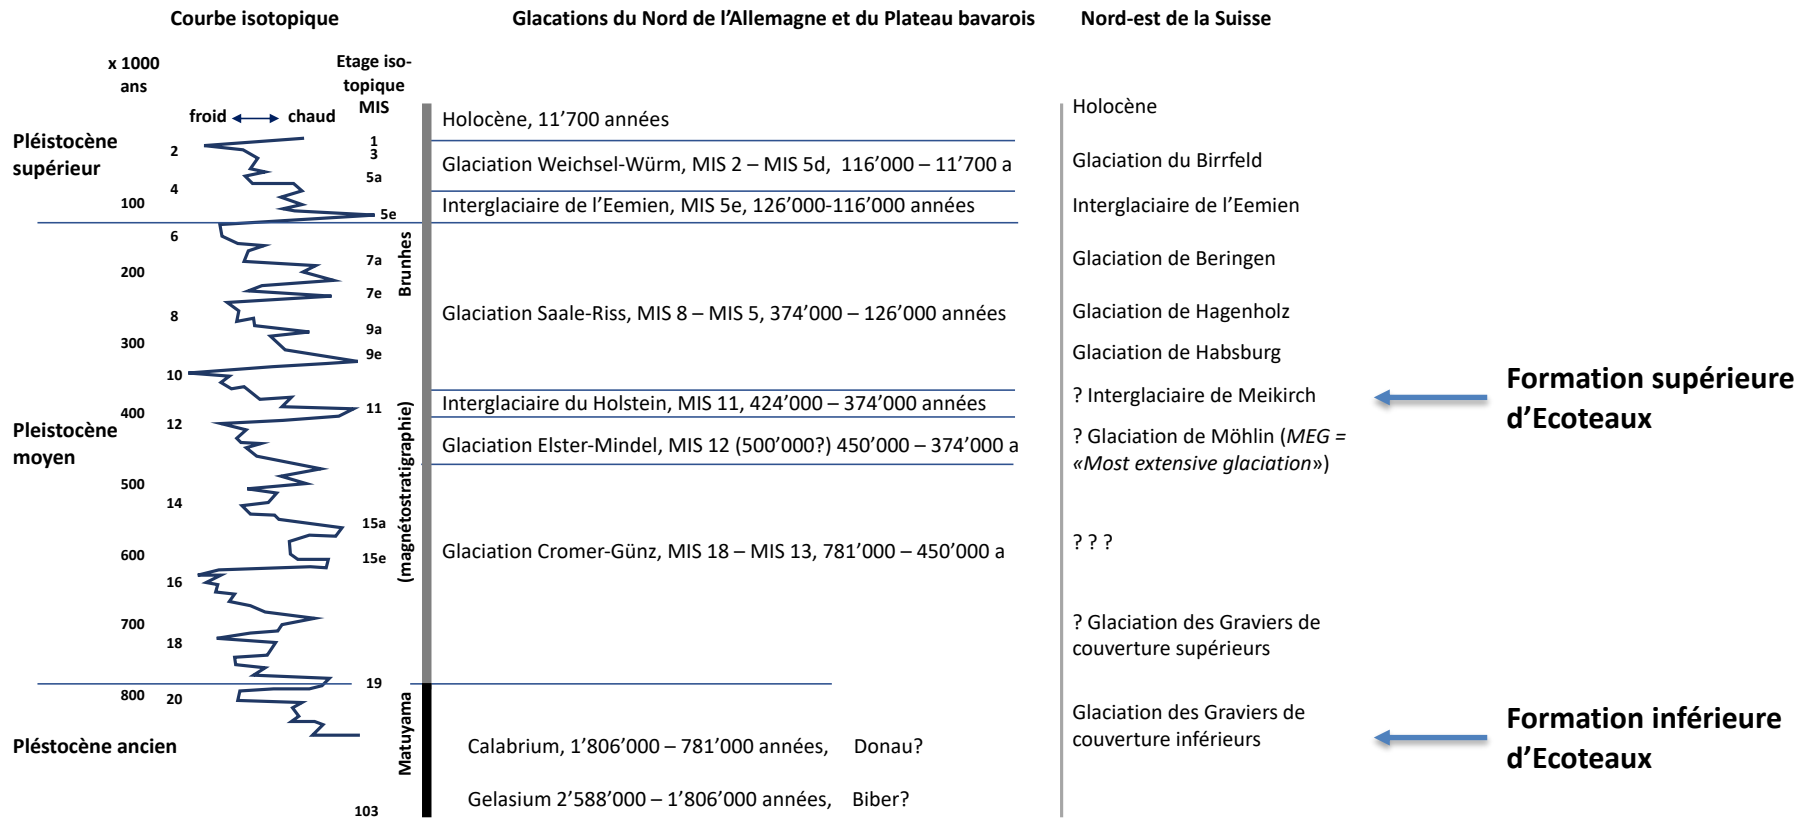 Courbe isotopique
Glacations du Nord de l’Allemagne et du Plateau bavarois
Nord-est de la Suisse
x 1000
ans
Etage iso-
topique
MIS
froid
chaud
Pléistocène
supérieur
Pleistocène
moyen
Pléstocène ancien
100
200
300
400
500
600
700
800
2
4
6
8
10
12
14
16
18
20
1
3
5a
5e
7a
7e
9a
9e
11
15a
15e
19
103
Brunhes
(magnétostratigraphie)
Matuyama
Holocène, 11’700 années
Glaciation Weichsel-Würm, MIS 2 – MIS 5d, 116’000 – 11’700 a
Interglaciaire de l’Eemien, MIS 5e, 126’000-116’000 années
Glaciation Saale-Riss, MIS 8 – MIS 5, 374’000 – 126’000 années
Interglaciaire du Holstein, MIS 11, 424’000 – 374’000 années
Glaciation Elster-Mindel, MIS 12 (500’000?) 450’000 – 374’000 a
Glaciation Cromer-Günz, MIS 18 – MIS 13, 781’000 – 450’000 a
Calabrium, 1’806’000 – 781’000 années, Donau?
Gelasium 2’588’000 – 1’806’000 années, Biber?
Holocène
Glaciation du Birrfeld
Interglaciaire de l’Eemien
Glaciation de Beringen
Glaciation de Hagenholz
Glaciation de Habsburg
? Interglaciaire de Meikirch
? Glaciation de Möhlin (MEG =
«Most extensive glaciation»)
? ? ?
? Glaciation des Graviers de
couverture supérieurs
Glaciation des Graviers de
couverture inférieurs
Formation supérieure
d’Ecoteaux
Formation inférieure
d’Ecoteaux